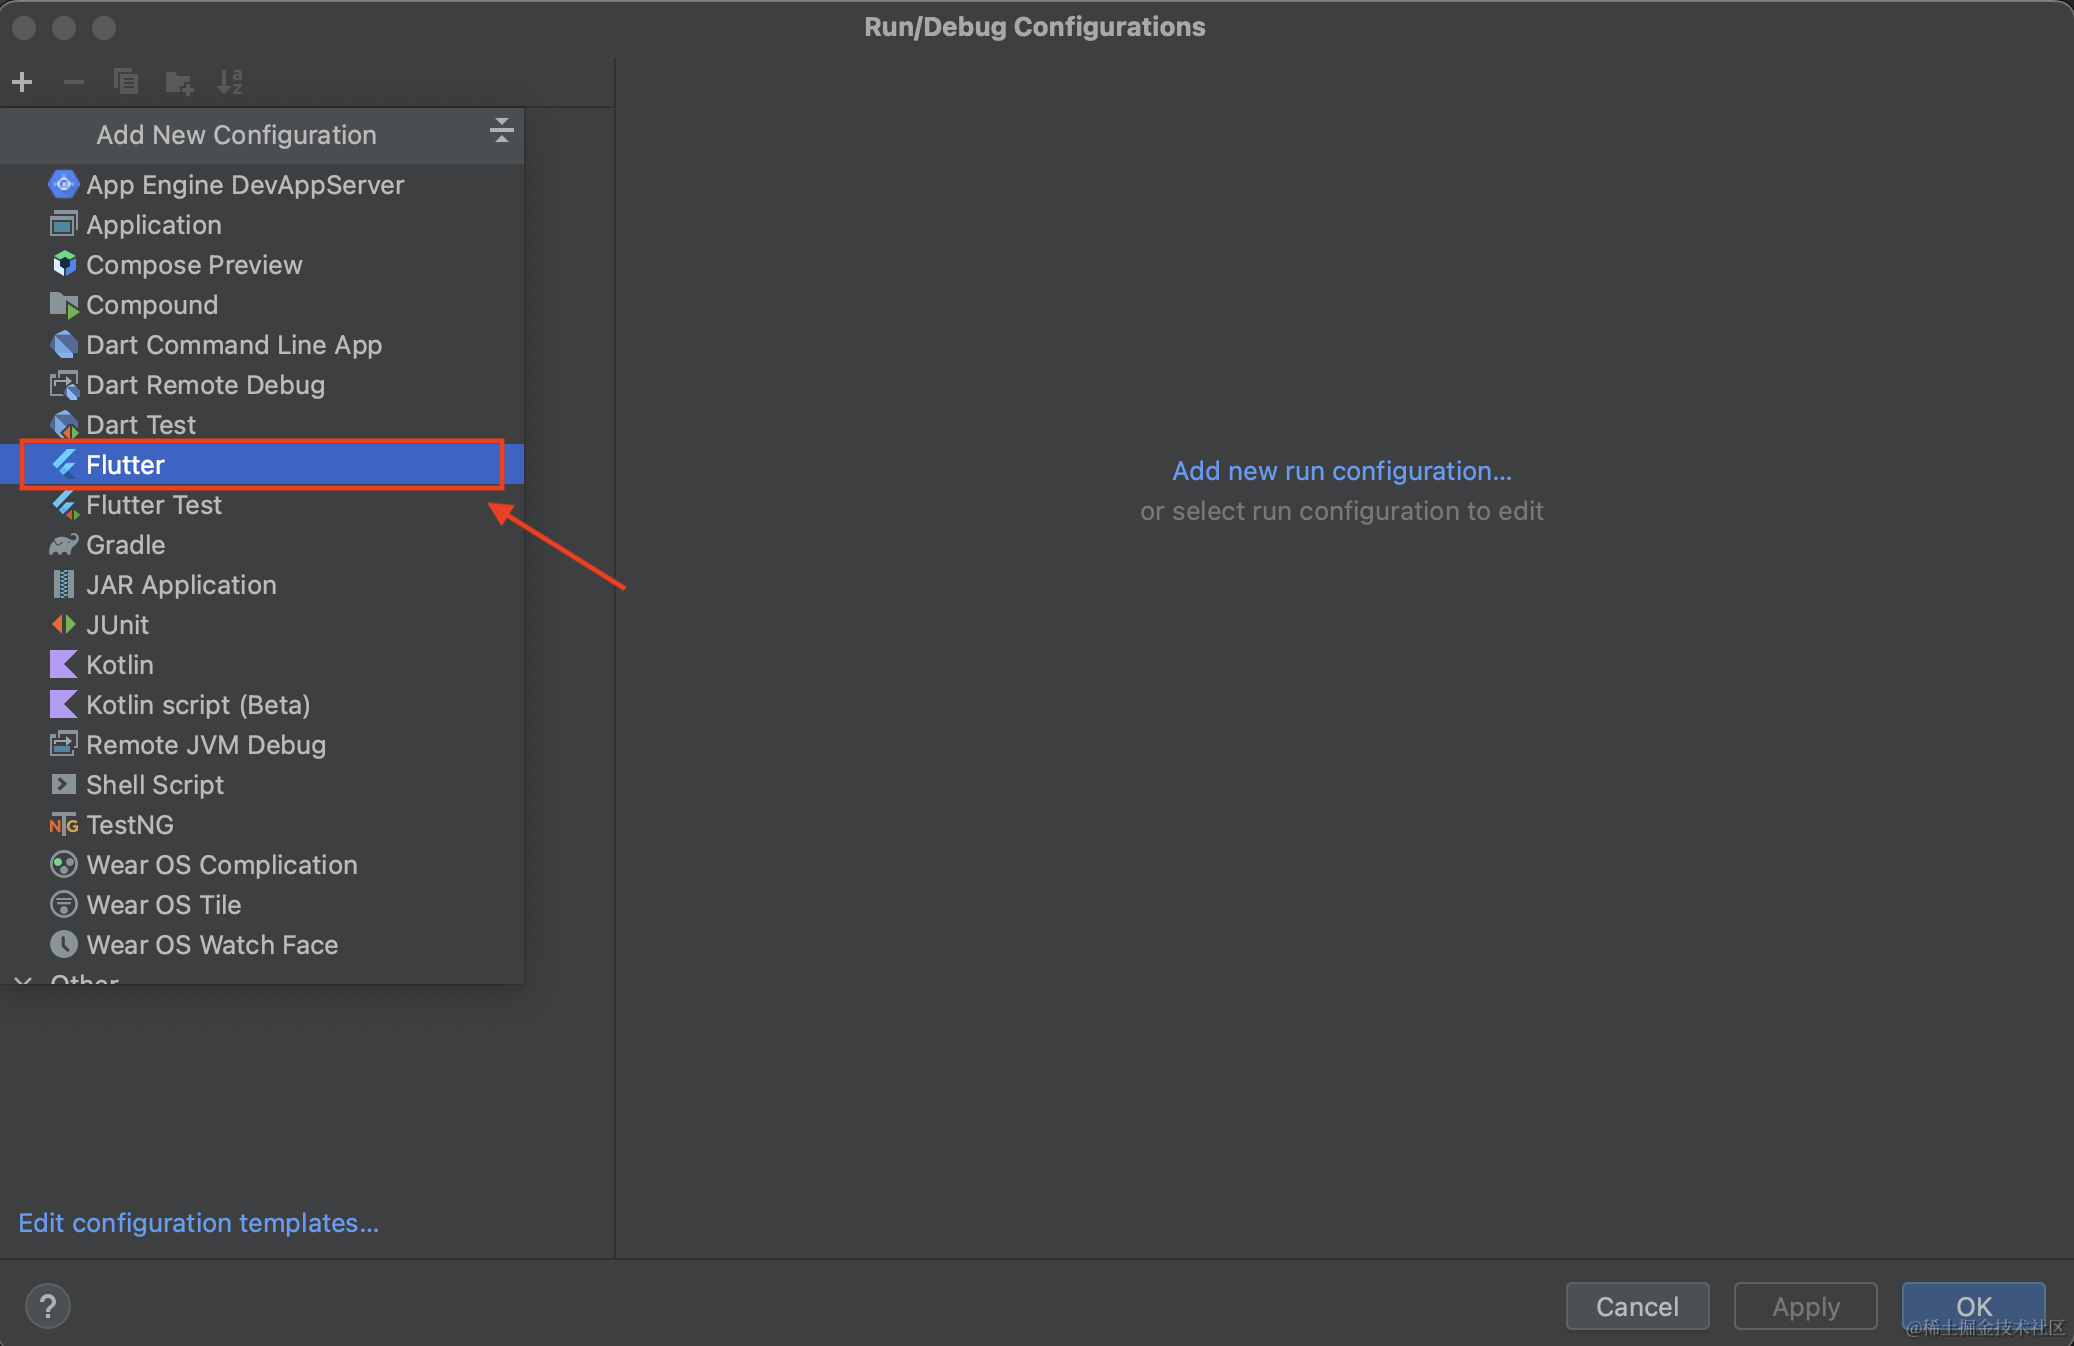 Run/Debug Configurations
Add New Configuration
App Engine DevAppServer
Application
Compose Preview
Compound
Dart Command Line App
Dart Remote Debug
Dart Test
Flutter
Flutter Test
Gradle
JAR Application
JUnit
Kotlin
Kotlin script (Beta)
Remote JVM Debug
Shell Script
NTG TestNG
Wear OS Complication
Wear OS Tile
Wear OS Watch Face
Other
Add new run configuration...
or select run configuration to edit
Edit configuration templates...
?
Cancel
Apply
OK
@稀土掘金技术社区